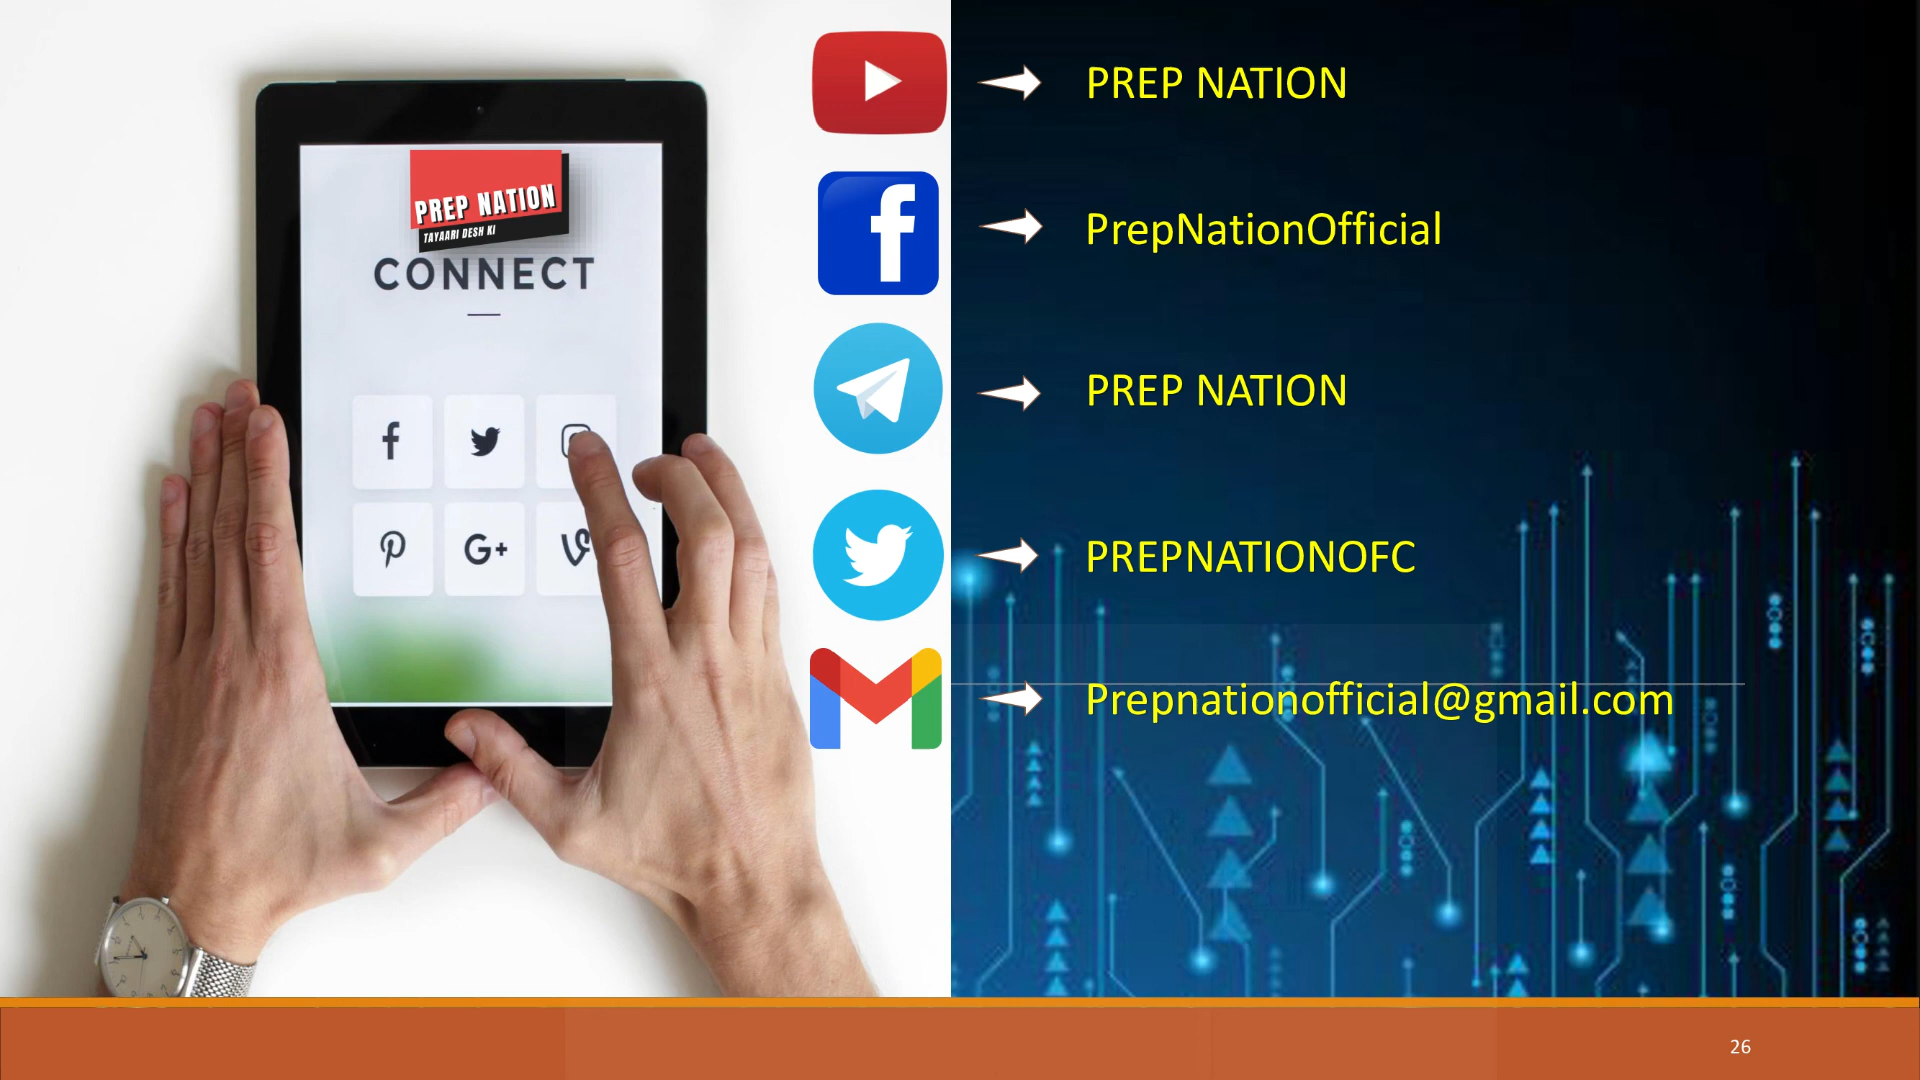 PREP NATION
TAYAARI DESH KI
CONNECT
G+
PREP NATION
PrepNationOfficial
PREP NATION
PREPNATIONOFC
Prepnationofficial@gmail.com
26